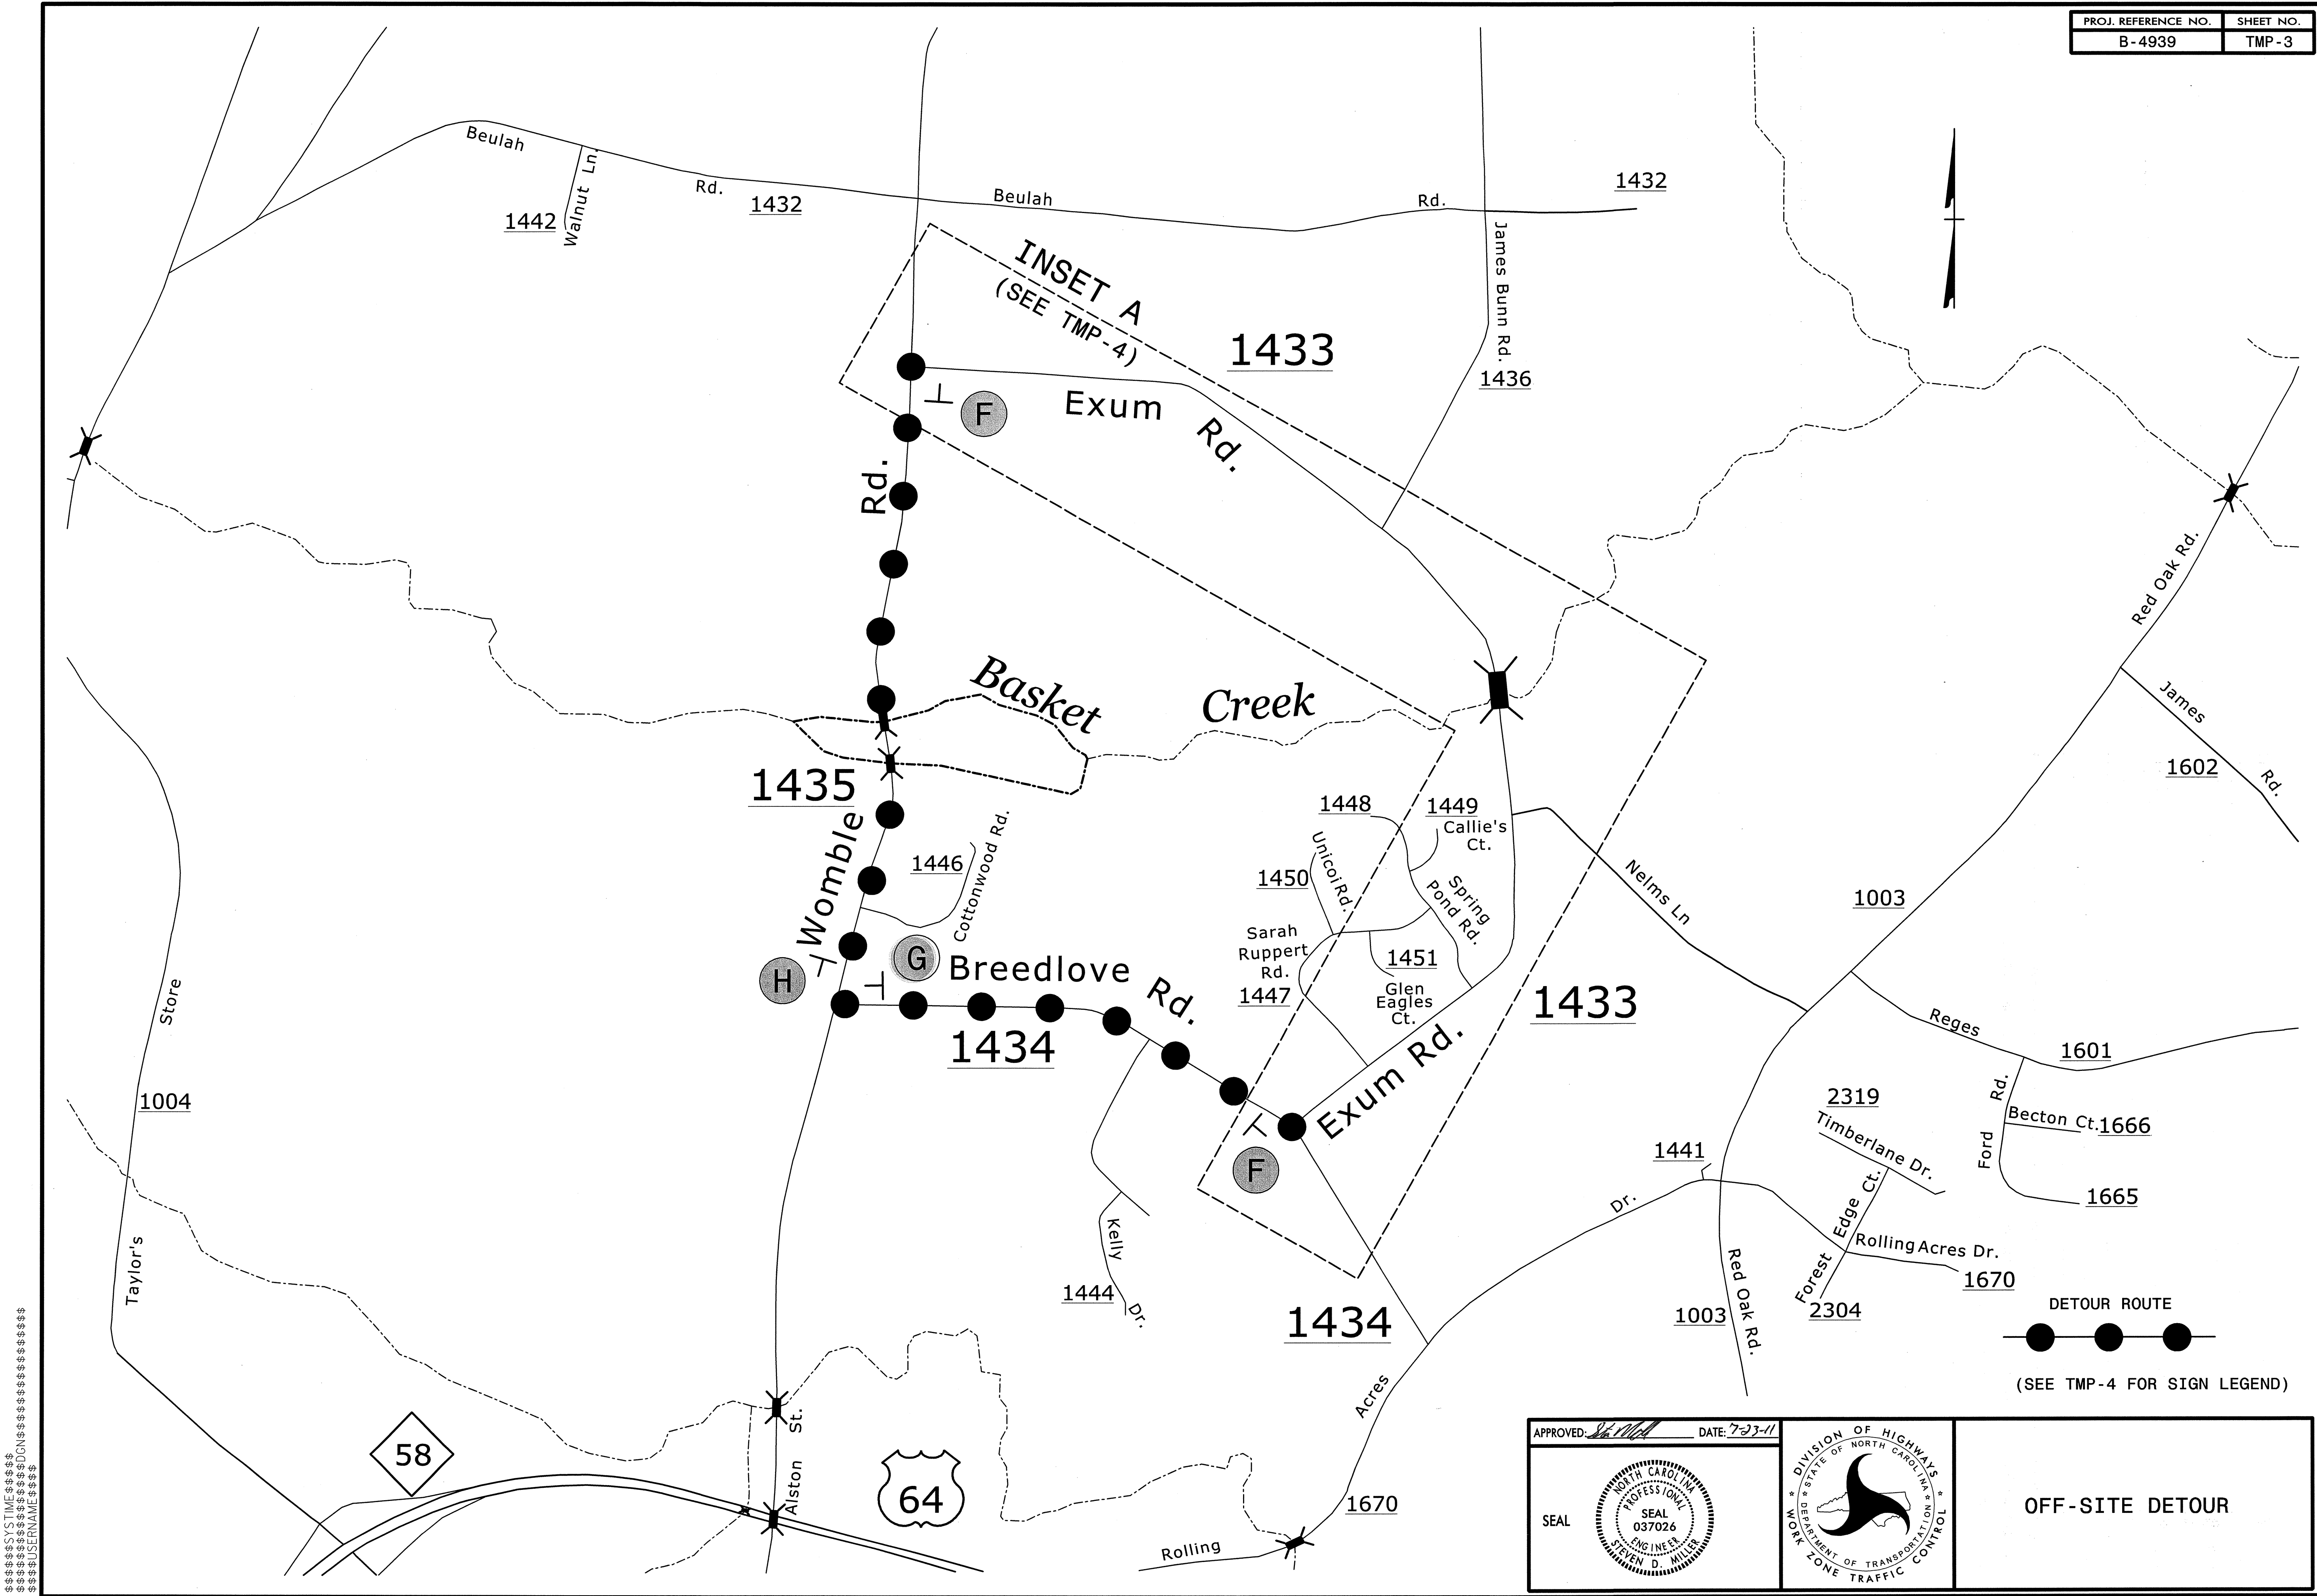 PROJ. REFERENCE NO.
SHEET NO.
B-4939
TMP-3
Beulah
Rd.
1432
Walnut Ln.
1442
Beulah
Rd.
1432
James Bunn Rd.
1436
INSET A
(SEE TMP-4)
1433
Exum
Rd.
F
Rd.
Womble
1435
Basket
Creek
Red Oak Rd.
James
Rd.
1602
1446
Cottonwood Rd.
G
H
Breedlove
Rd.
1434
1448
1449
Callie's
Ct.
Unicoi Rd.
1450
Spring
Pond Rd.
Sarah
Ruppert
Rd.
1447
1451
Glen
Eagles
Ct.
Nelms Ln
1433
Exum Rd.
F
1003
Reges
1601
Ford
Rd.
Becton Ct.
1666
1665
2319
Timberlane Dr.
Forest
Edge Ct.
2304
Rolling Acres Dr.
1670
1441
Dr.
Red Oak Rd.
1003
Store
1004
Taylor's
Kelly
Dr.
1444
1434
Acres
1670
Rolling
58
64
Alston
St.
DETOUR ROUTE
(SEE TMP-4 FOR SIGN LEGEND)
APPROVED:
DATE: 7-23-11
SEAL
NORTH CAROLINA
PROFESSIONAL
SEAL
037026
ENGINEER
STEVEN D. MILLER
DIVISION OF HIGHWAYS
STATE OF NORTH CAROLINA
DEPARTMENT OF TRANSPORTATION
WORK ZONE TRAFFIC CONTROL
OFF-SITE DETOUR
$$$$$SYSTIME$$$$$
$$$$USERNAME$$$$